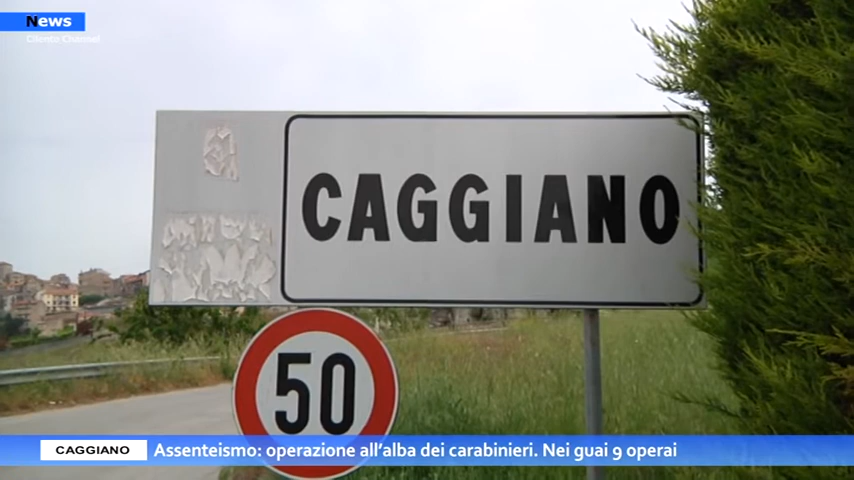 News
Cilento Channel
CAGGIANO
50
CAGGIANO
Assenteismo: operazione all'alba dei carabinieri. Nei guai 9 operai